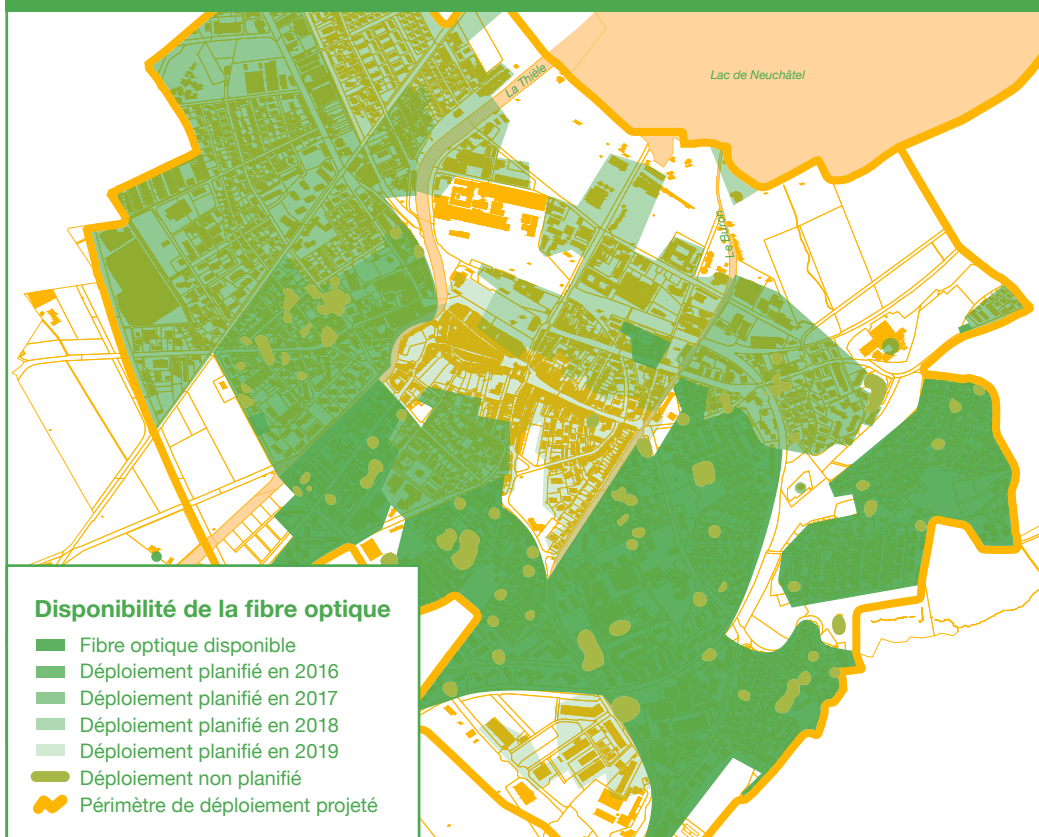 Lac de Neuchâtel
La Thièle
Le Buron
Disponibilité de la fibre optique
Fibre optique disponible
Déploiement planifié en 2016
Déploiement planifié en 2017
Déploiement planifié en 2018
Déploiement planifié en 2019
Déploiement non planifié
Périmètre de déploiement projeté